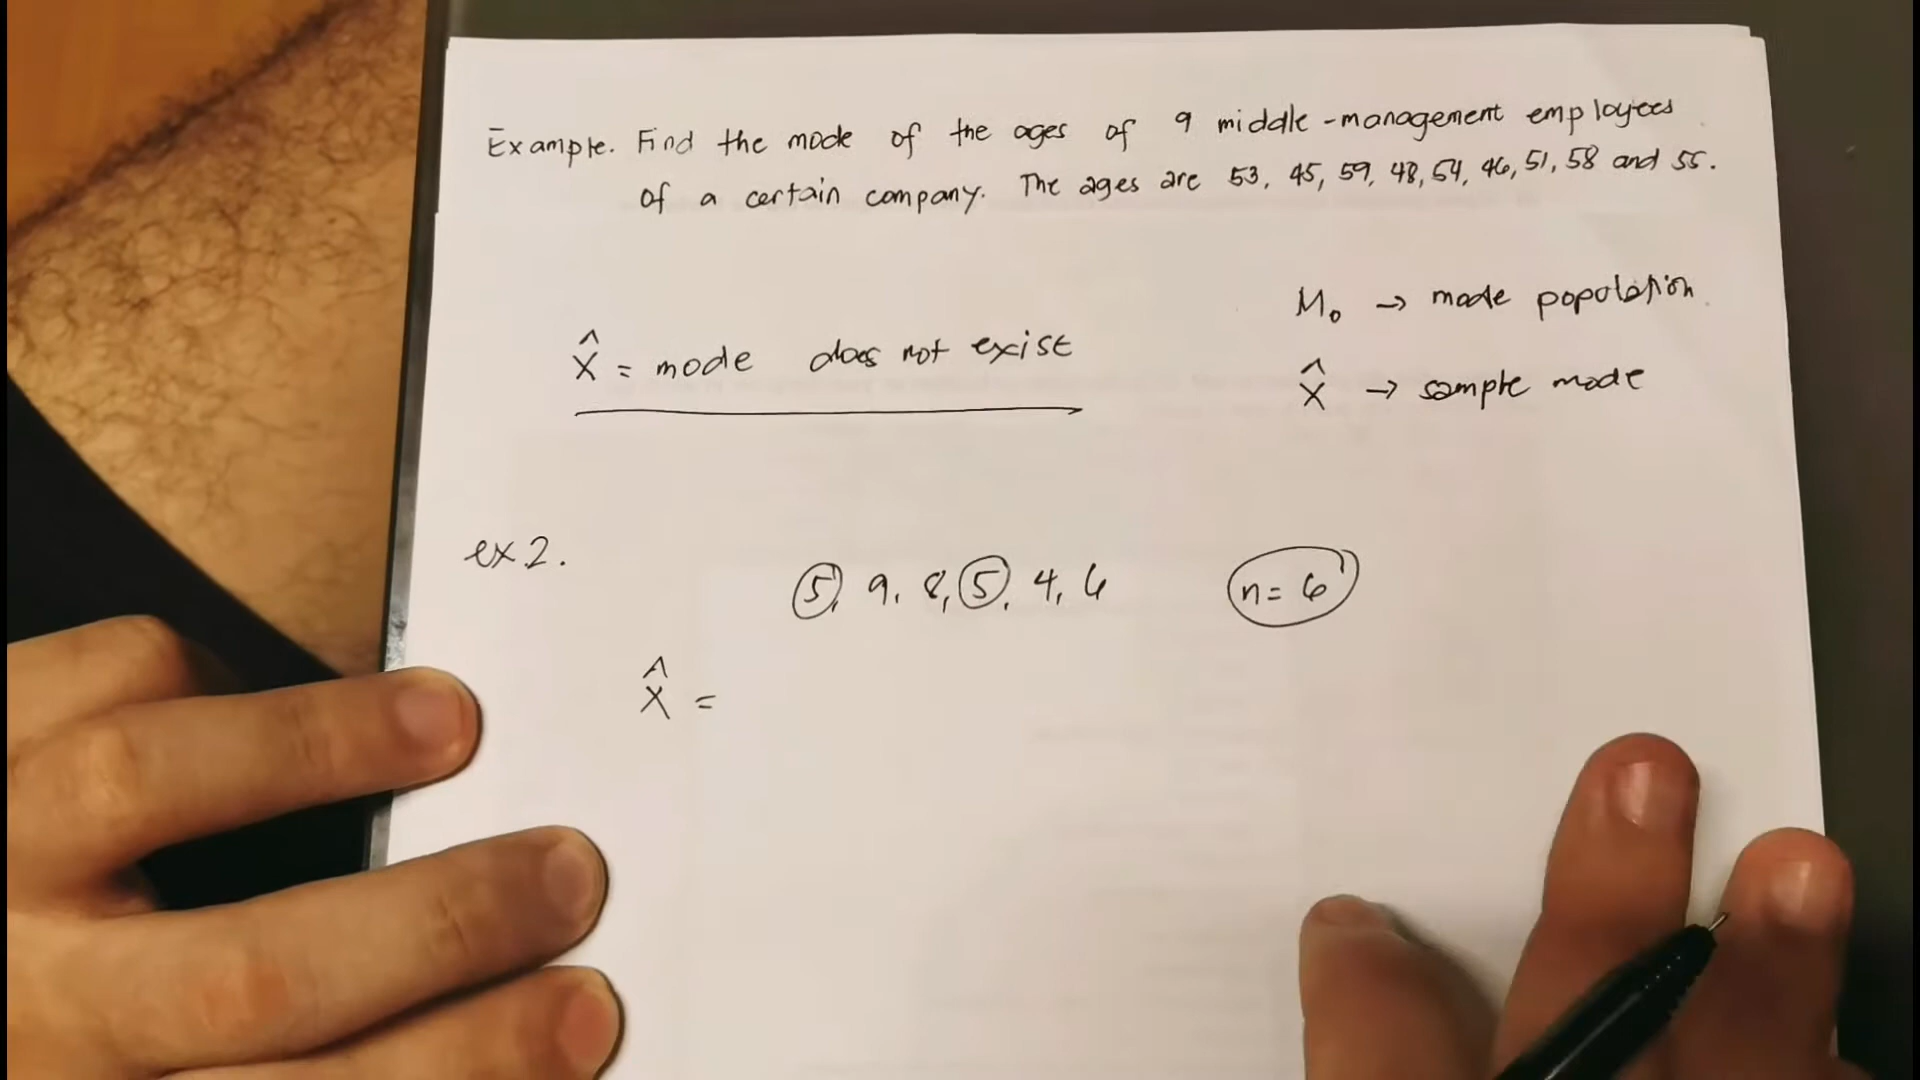 Example. Find the mode of the ages of 9 middle-management employees
of a certain company. The ages are 53, 45, 59, 48, 54, 46, 51, 58 and 55.
M₀ → mode population
X̂ = mode does not exist
X̂ → sample mode
ex 2.
5, 9, 8, 5, 4, 6 n = 6
X̂ =